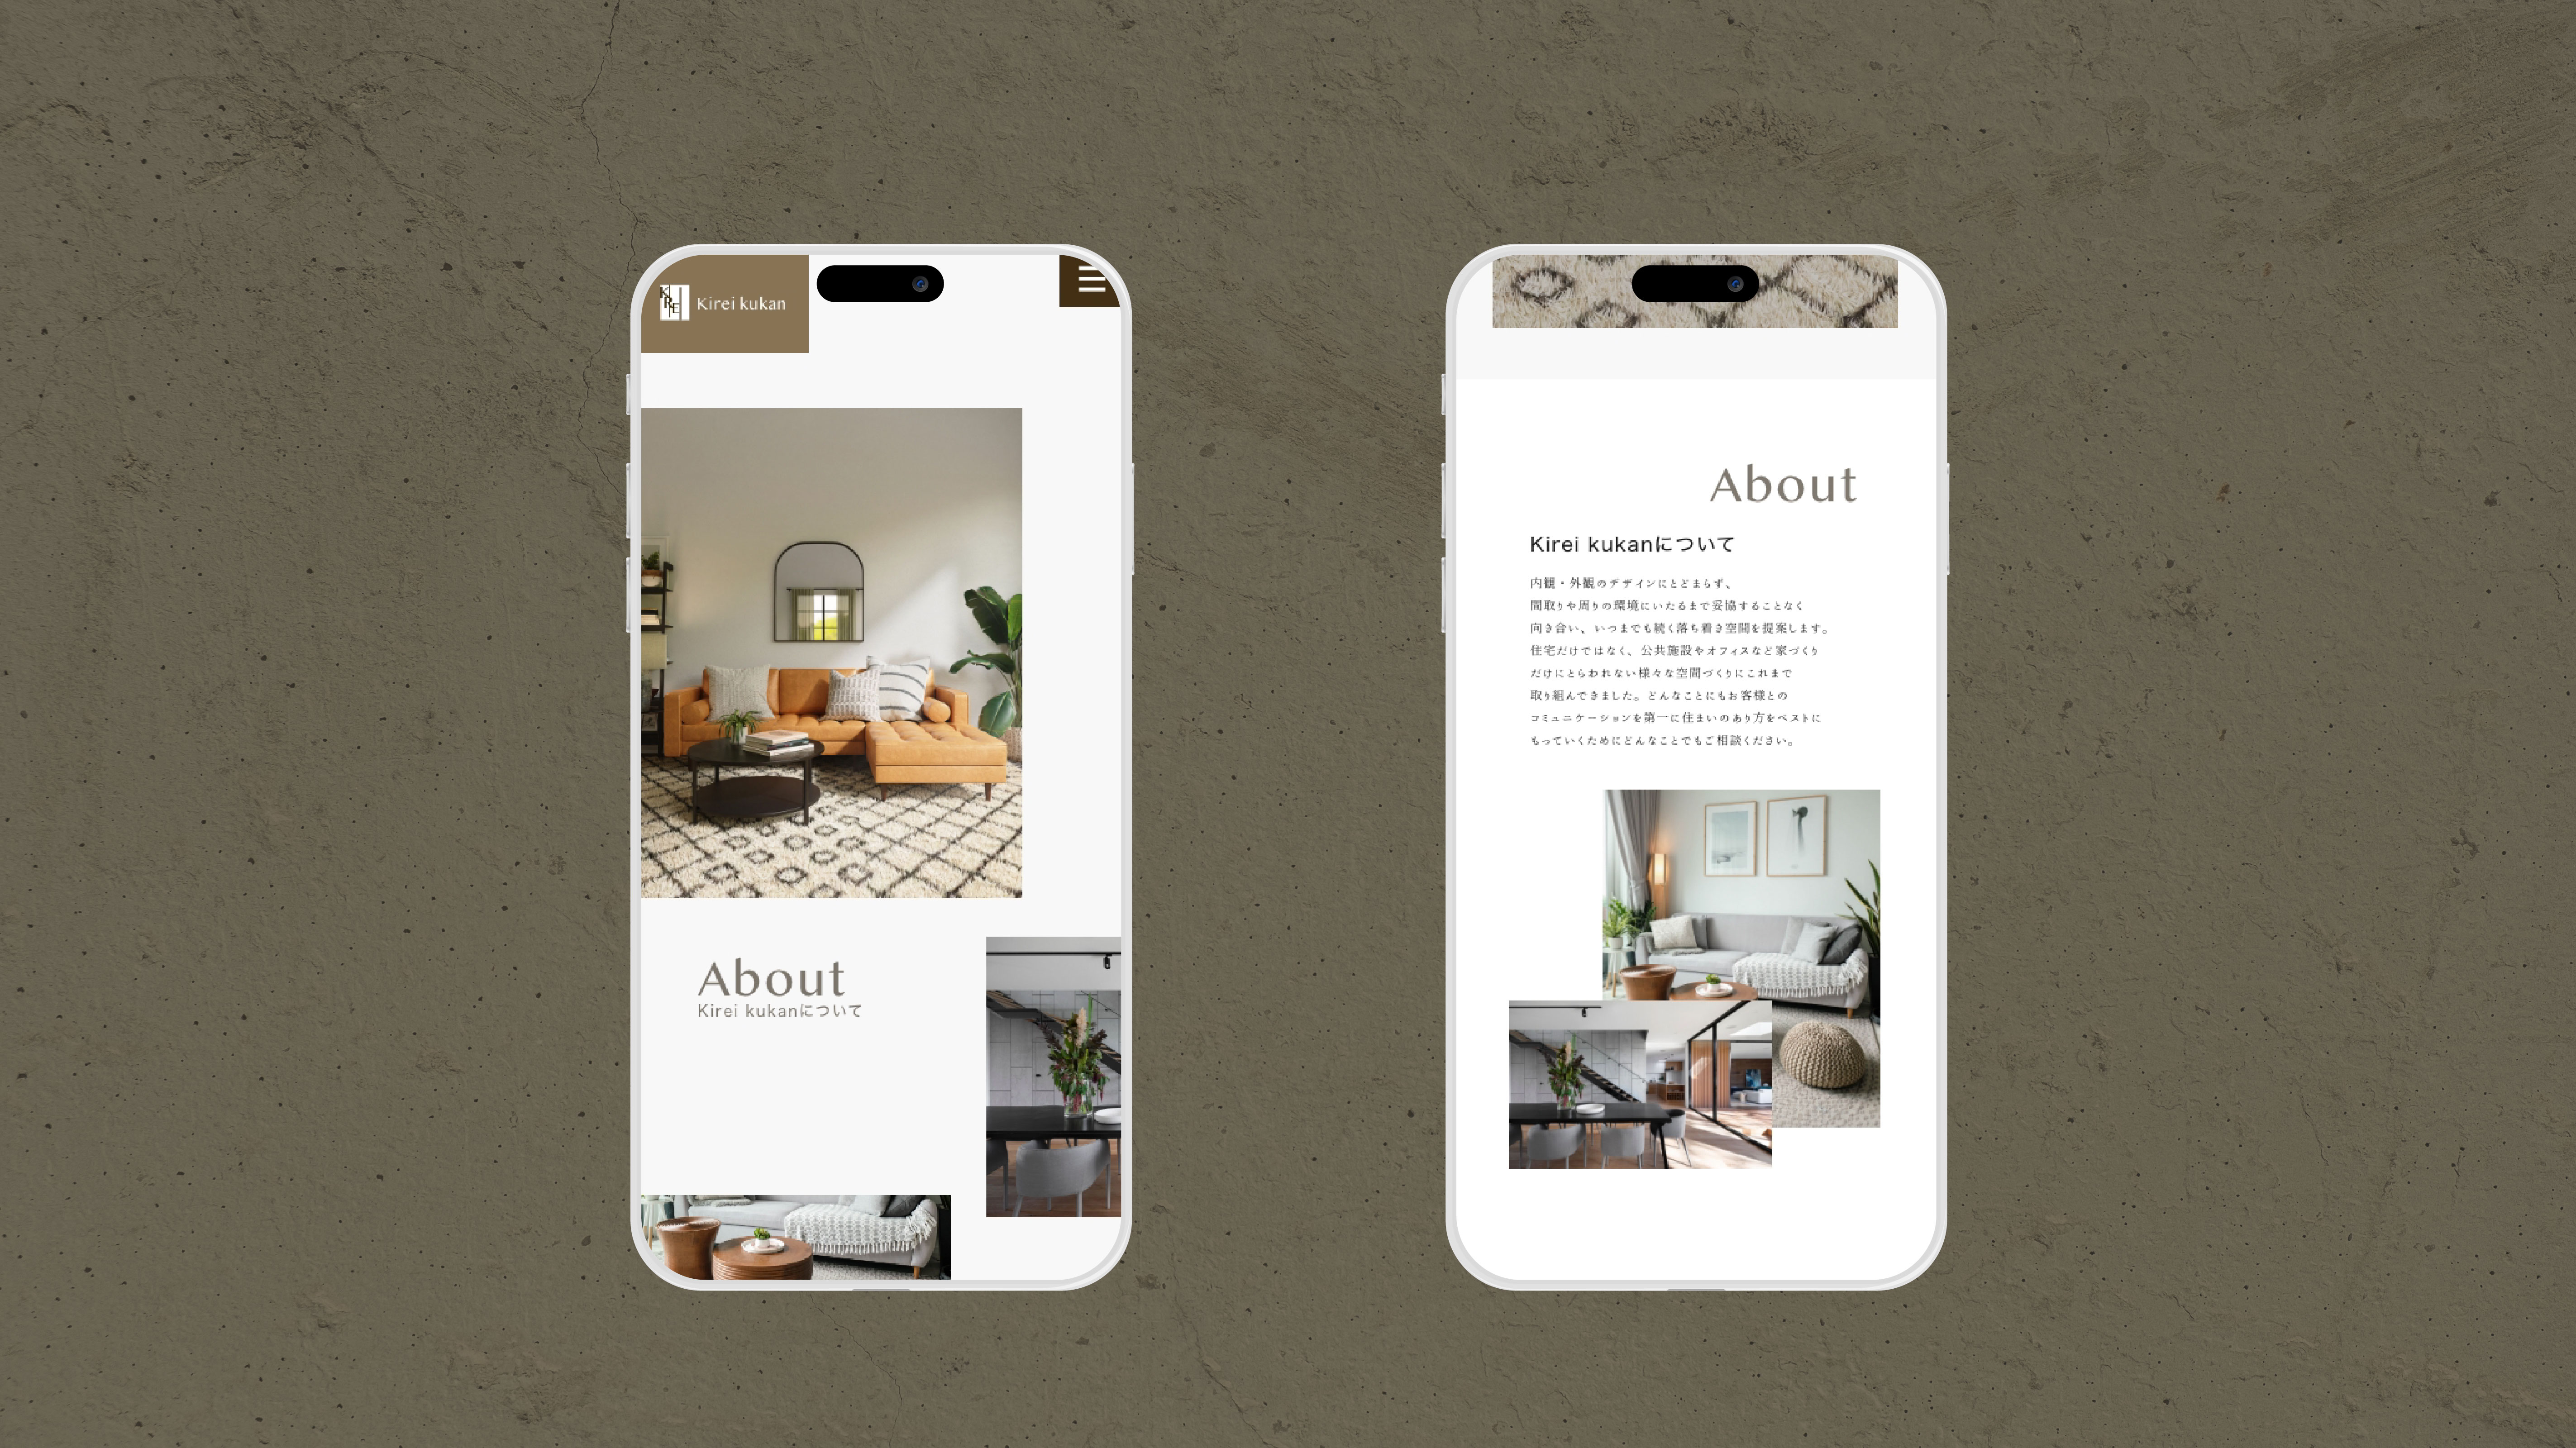 KIREI
Kirei kukan
About
Kirei kukanについて
About
Kirei kukanについて
内観・外観のデザインにとどまらず、
間取りや周りの環境にいたるまで妥協することなく
向き合い、いつまでも続く落ち着き空間を提案します。
住宅だけではなく、公共施設やオフィスなど家づくり
だけにとらわれない様々な空間づくりにこれまで
取り組んできました。どんなことにもお客様との
コミュニケーションを第一に住まいのあり方をベストに
もっていくためにどんなことでもご相談ください。